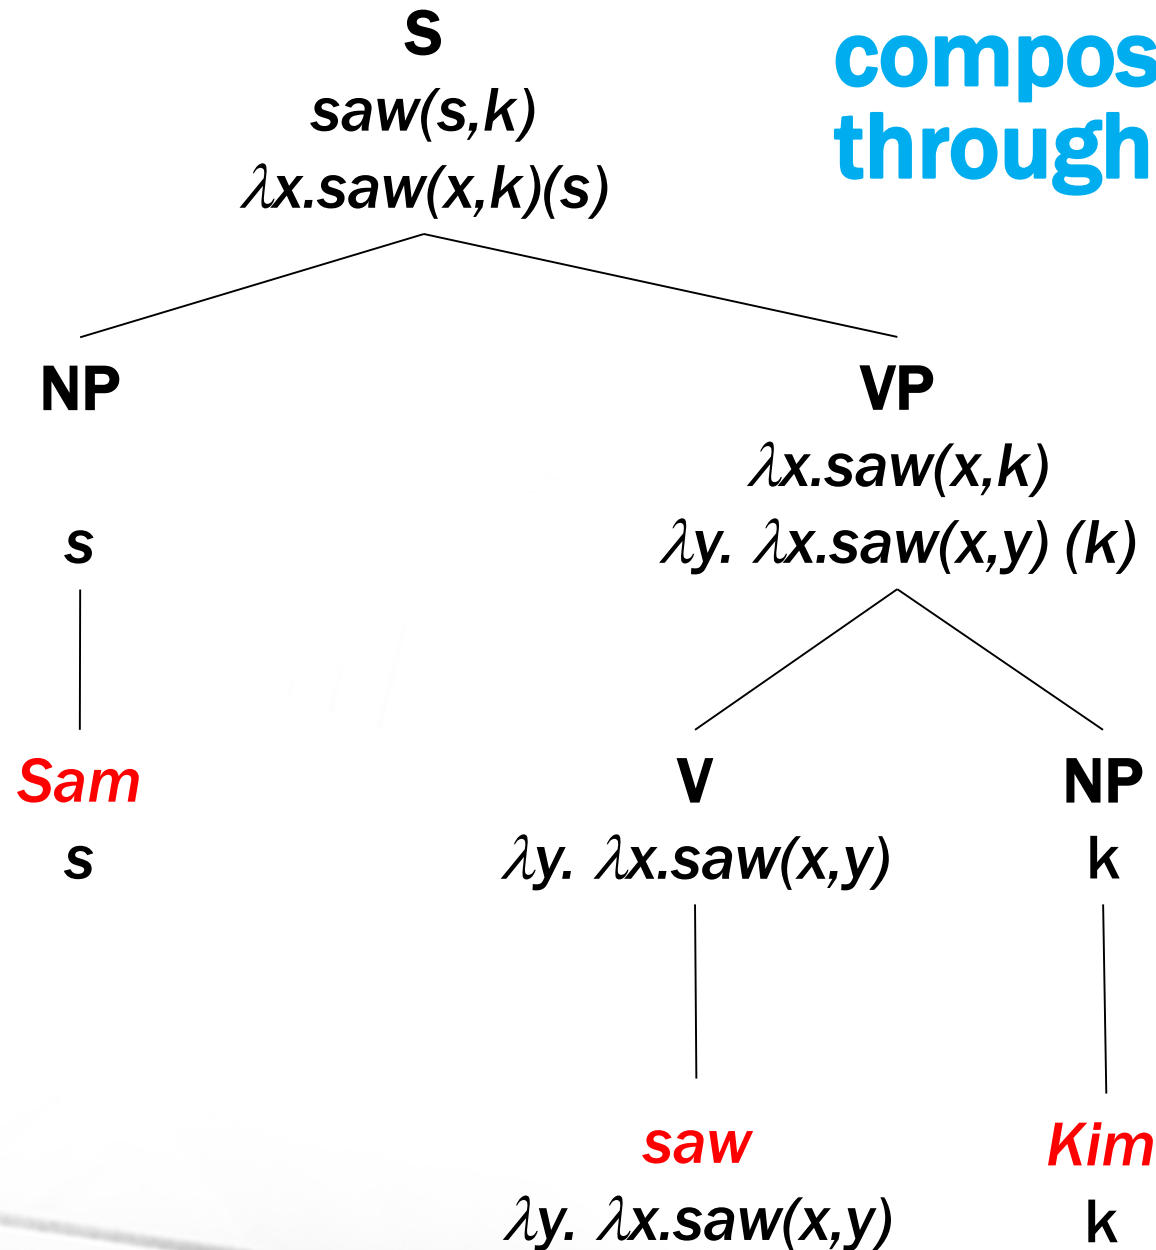 S
compos
saw(s,k)
through
λx.saw(x,k)(s)
NP
VP
λx.saw(x,k)
s
λy. λx.saw(x,y) (k)
Sam
V
NP
s
λy. λx.saw(x,y)
k
saw
Kim
λy. λx.saw(x,y)
k